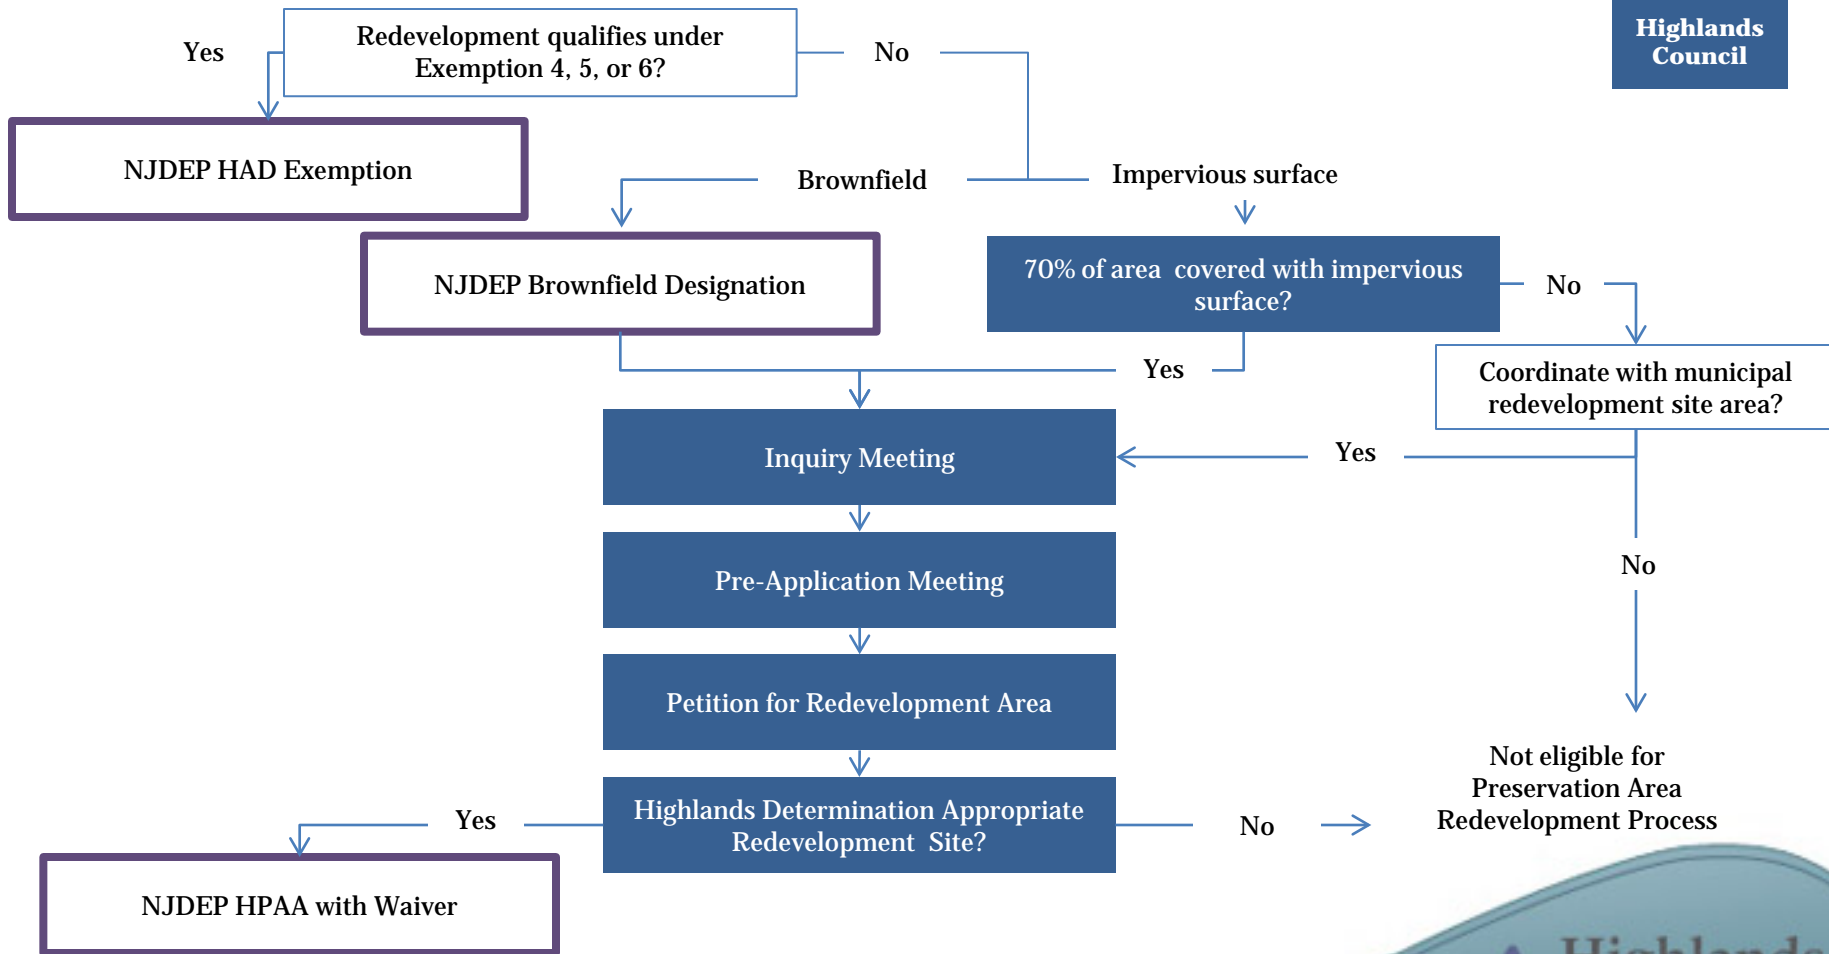 Highlands
Council
Yes
Redevelopment qualifies under
Exemption 4, 5, or 6?
No
NJDEP HAD Exemption
Brownfield
Impervious surface
NJDEP Brownfield Designation
70% of area covered with impervious
surface?
No
Yes
Coordinate with municipal
redevelopment site area?
Inquiry Meeting
Yes
Pre-Application Meeting
No
Petition for Redevelopment Area
Not eligible for
Preservation Area
Redevelopment Process
Yes
Highlands Determination Appropriate
Redevelopment Site?
No
NJDEP HPAA with Waiver
Highlands